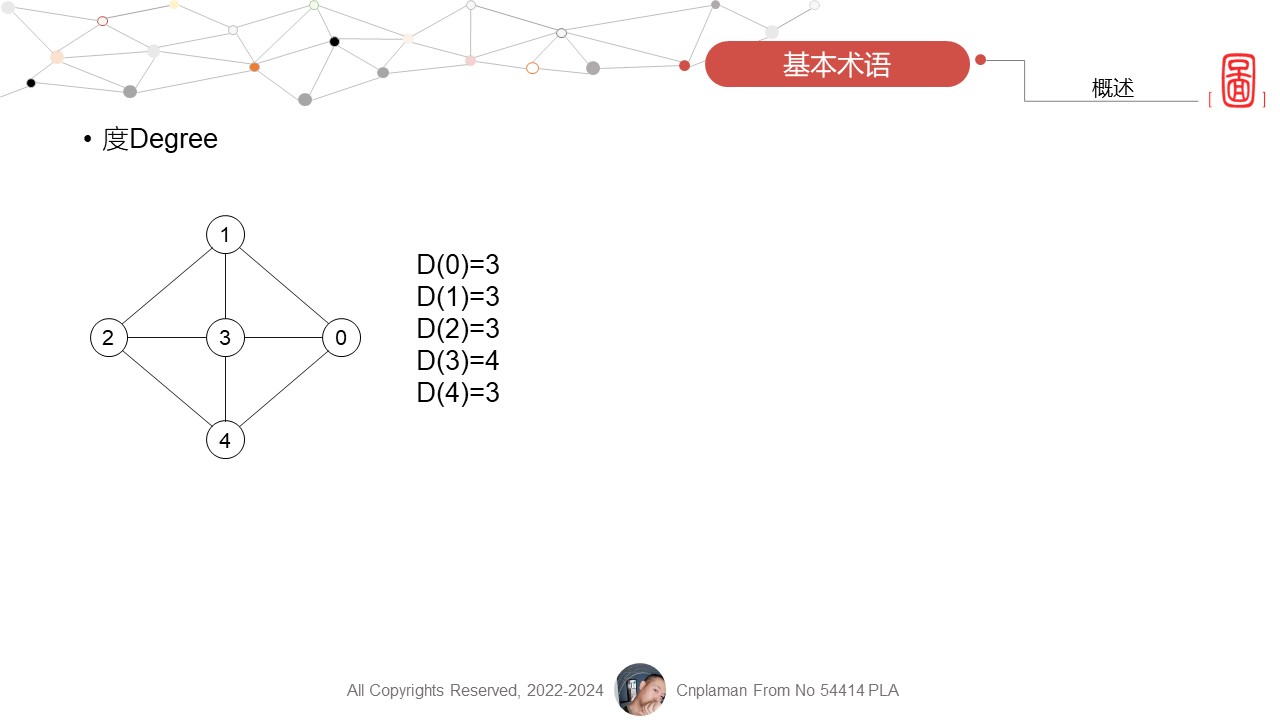 基本术语
概述
[ ]
• 度Degree
1
2 3 0
4
D(0)=3
D(1)=3
D(2)=3
D(3)=4
D(4)=3
All Copyrights Reserved, 2022-2024 Cnplaman From No 54414 PLA